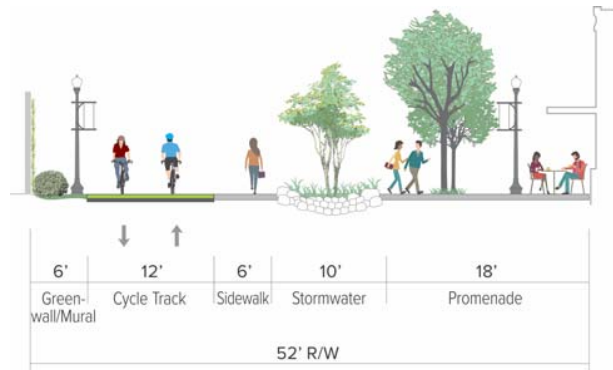 6’
12’
6’
10’
18’
Green-
wall/Mural
Cycle Track
Sidewalk
Stormwater
Promenade
52’ R/W